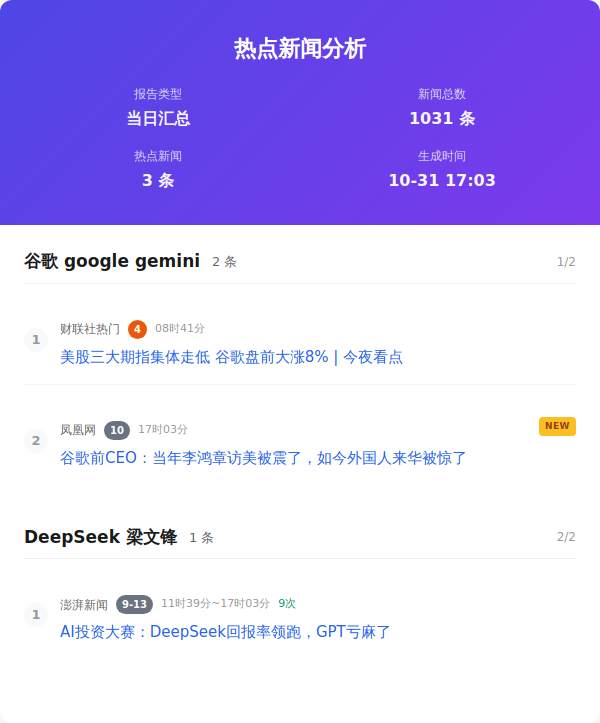 热点新闻分析
报告类型
新闻总数
当日汇总
1031 条
热点新闻
生成时间
3 条
10-31 17:03
谷歌 google gemini 2 条 1/2
1 财联社热门 4 08时41分
美股三大期指集体走低 谷歌盘前大涨8% | 今夜看点
2 凤凰网 10 17时03分 NEW
谷歌前CEO：当年李鸿章访美被震了，如今外国人来华被惊了
DeepSeek 梁文锋 1 条 2/2
1 澎湃新闻 9-13 11时39分~17时03分 9次
AI投资大赛：DeepSeek回报率领跑，GPT亏麻了